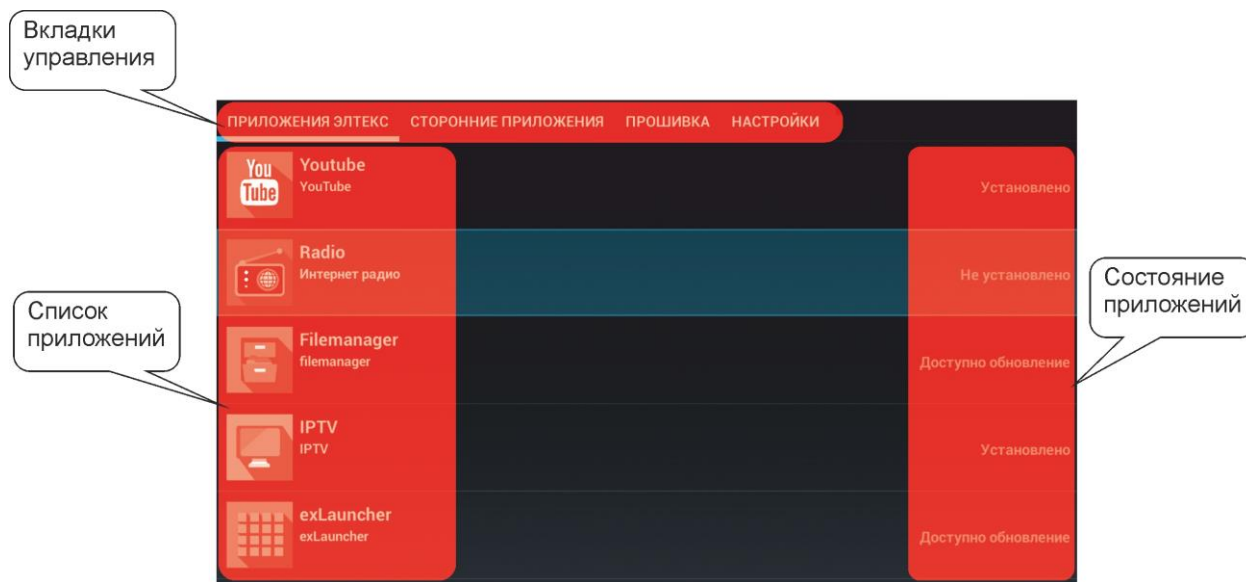 Вкладки
управления
ПРИЛОЖЕНИЯ ЭЛТЕКС СТОРОННИЕ ПРИЛОЖЕНИЯ ПРОШИВКА НАСТРОЙКИ
You
Tube
Youtube
YouTube
Установлено
Radio
Интернет радио
Не установлено
Состояние
приложений
Список
приложений
Filemanager
filemanager
Доступно обновление
IPTV
IPTV
Установлено
exLauncher
exLauncher
Доступно обновление